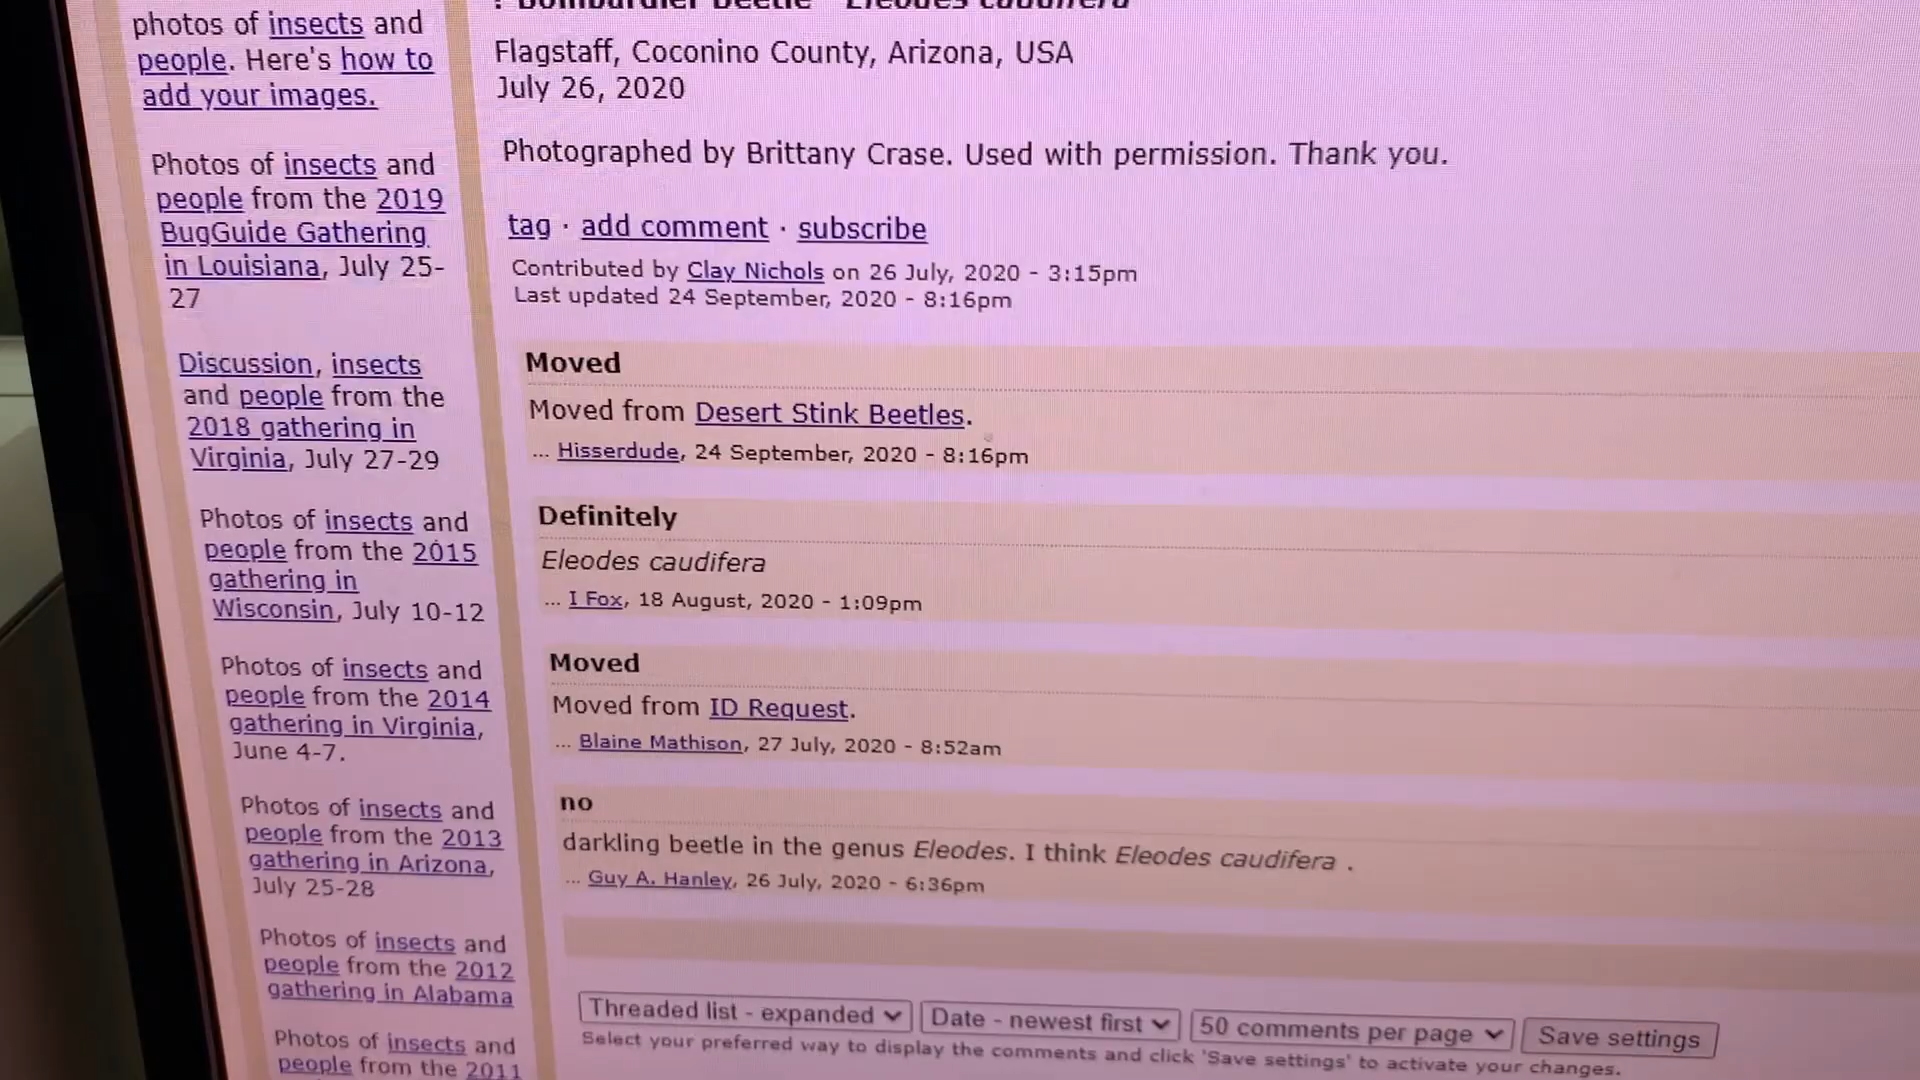 photos of insects and
people. Here's how to
add your images.
Photos of insects and
people from the 2019
BugGuide Gathering
in Louisiana, July 25-
27
Discussion, insects
and people from the
2018 gathering in
Virginia, July 27-29
Photos of insects and
people from the 2015
gathering in
Wisconsin, July 10-12
Photos of insects and
people from the 2014
gathering in Virginia,
June 4-7.
Photos of insects and
people from the 2013
gathering in Arizona,
July 25-28
Photos of insects and
people from the 2012
gathering in Alabama
Photos of insects and
people from the 2011
? Bombardier Beetle - Eleodes caudifera
Flagstaff, Coconino County, Arizona, USA
July 26, 2020
Photographed by Brittany Crase. Used with permission. Thank you.
tag · add comment · subscribe
Contributed by Clay Nichols on 26 July, 2020 - 3:15pm
Last updated 24 September, 2020 - 8:16pm
Moved
Moved from Desert Stink Beetles.
... Hisserdude, 24 September, 2020 - 8:16pm
Definitely
Eleodes caudifera
... I Fox, 18 August, 2020 - 1:09pm
Moved
Moved from ID Request.
... Blaine Mathison, 27 July, 2020 - 8:52am
no
darkling beetle in the genus Eleodes. I think Eleodes caudifera .
... Guy A. Hanley, 26 July, 2020 - 6:36pm
Threaded list - expanded Date - newest first 50 comments per page Save settings
Select your preferred way to display the comments and click 'Save settings' to activate your changes.